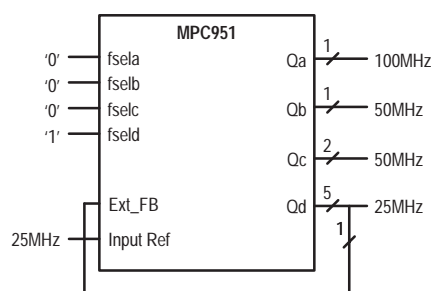 MPC951
'0' fsela Qa 1 100MHz
'0' fselb
'0' fselc Qb 1 50MHz
'1' fseld
Qc 2 50MHz
Ext_FB Qd 5 25MHz
25MHz Input Ref 1